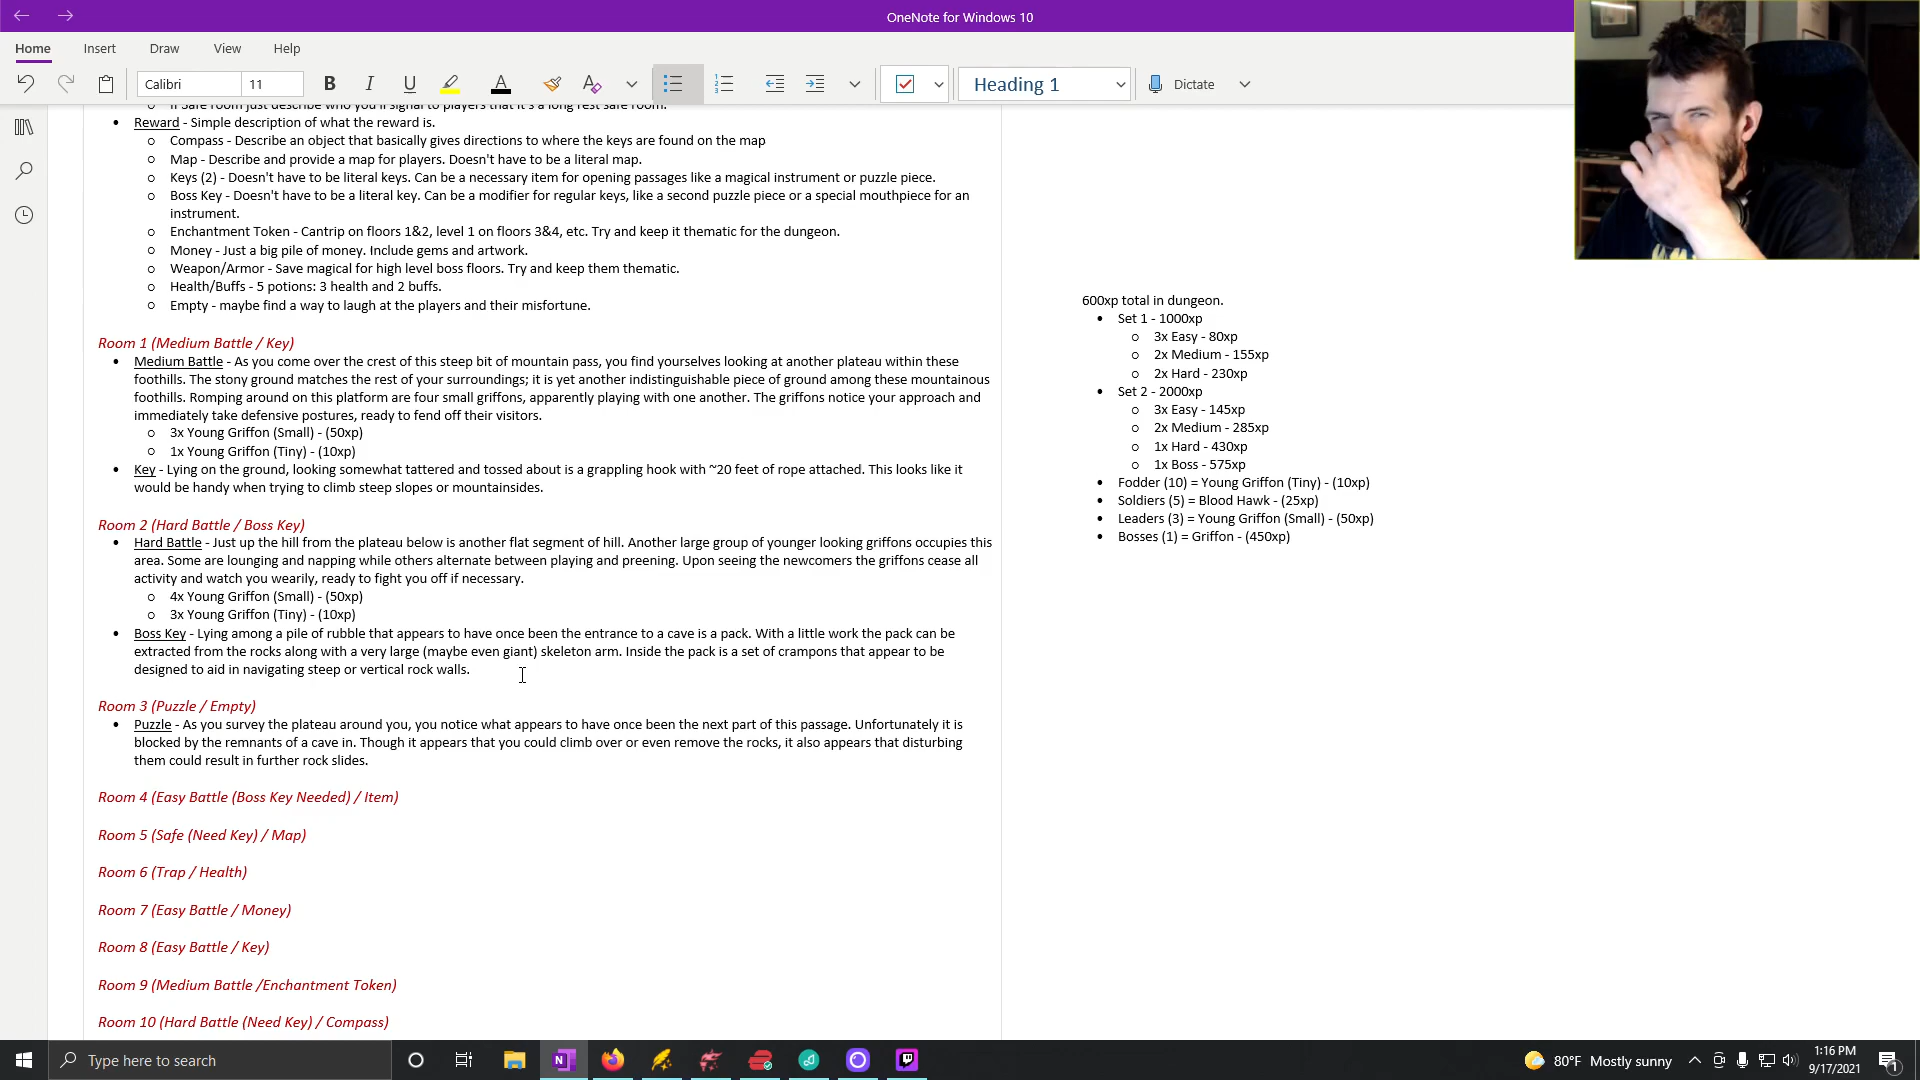 OneNote for Windows 10
Home Insert Draw View Help
Calibri 11 B I U A A Heading 1 Dictate
If Safe room just describe who you'll signal to players that it's a long rest safe room.
Reward - Simple description of what the reward is.
Compass - Describe an object that basically gives directions to where the keys are found on the map
Map - Describe and provide a map for players. Doesn't have to be a literal map.
Keys (2) - Doesn't have to be literal keys. Can be a necessary item for opening passages like a magical instrument or puzzle piece.
Boss Key - Doesn't have to be a literal key. Can be a modifier for regular keys, like a second puzzle piece or a special mouthpiece for an
instrument.
Enchantment Token - Cantrip on floors 1&2, level 1 on floors 3&4, etc. Try and keep it thematic for the dungeon.
Money - Just a big pile of money. Include gems and artwork.
Weapon/Armor - Save magical for high level boss floors. Try and keep them thematic.
Health/Buffs - 5 potions: 3 health and 2 buffs.
Empty - maybe find a way to laugh at the players and their misfortune.
Room 1 (Medium Battle / Key)
Medium Battle - As you come over the crest of this steep bit of mountain pass, you find yourselves looking at another plateau within these
foothills. The stony ground matches the rest of your surroundings; it is yet another indistinguishable piece of ground among these mountainous
foothills. Romping around on this platform are four small griffons, apparently playing with one another. The griffons notice your approach and
immediately take defensive postures, ready to fend off their visitors.
3x Young Griffon (Small) - (50xp)
1x Young Griffon (Tiny) - (10xp)
Key - Lying on the ground, looking somewhat tattered and tossed about is a grappling hook with ~20 feet of rope attached. This looks like it
would be handy when trying to climb steep slopes or mountainsides.
Room 2 (Hard Battle / Boss Key)
Hard Battle - Just up the hill from the plateau below is another flat segment of hill. Another large group of younger looking griffons occupies this
area. Some are lounging and napping while others alternate between playing and preening. Upon seeing the newcomers the griffons cease all
activity and watch you wearily, ready to fight you off if necessary.
4x Young Griffon (Small) - (50xp)
3x Young Griffon (Tiny) - (10xp)
Boss Key - Lying among a pile of rubble that appears to have once been the entrance to a cave is a pack. With a little work the pack can be
extracted from the rocks along with a very large (maybe even giant) skeleton arm. Inside the pack is a set of crampons that appear to be
designed to aid in navigating steep or vertical rock walls.
Room 3 (Puzzle / Empty)
Puzzle - As you survey the plateau around you, you notice what appears to have once been the next part of this passage. Unfortunately it is
blocked by the remnants of a cave in. Though it appears that you could climb over or even remove the rocks, it also appears that disturbing
them could result in further rock slides.
Room 4 (Easy Battle (Boss Key Needed) / Item)
Room 5 (Safe (Need Key) / Map)
Room 6 (Trap / Health)
Room 7 (Easy Battle / Money)
Room 8 (Easy Battle / Key)
Room 9 (Medium Battle /Enchantment Token)
Room 10 (Hard Battle (Need Key) / Compass)
600xp total in dungeon.
Set 1 - 1000xp
3x Easy - 80xp
2x Medium - 155xp
2x Hard - 230xp
Set 2 - 2000xp
3x Easy - 145xp
2x Medium - 285xp
1x Hard - 430xp
1x Boss - 575xp
Fodder (10) = Young Griffon (Tiny) - (10xp)
Soldiers (5) = Blood Hawk - (25xp)
Leaders (3) = Young Griffon (Small) - (50xp)
Bosses (1) = Griffon - (450xp)
Type here to search
80°F Mostly sunny
1:16 PM
9/17/2021